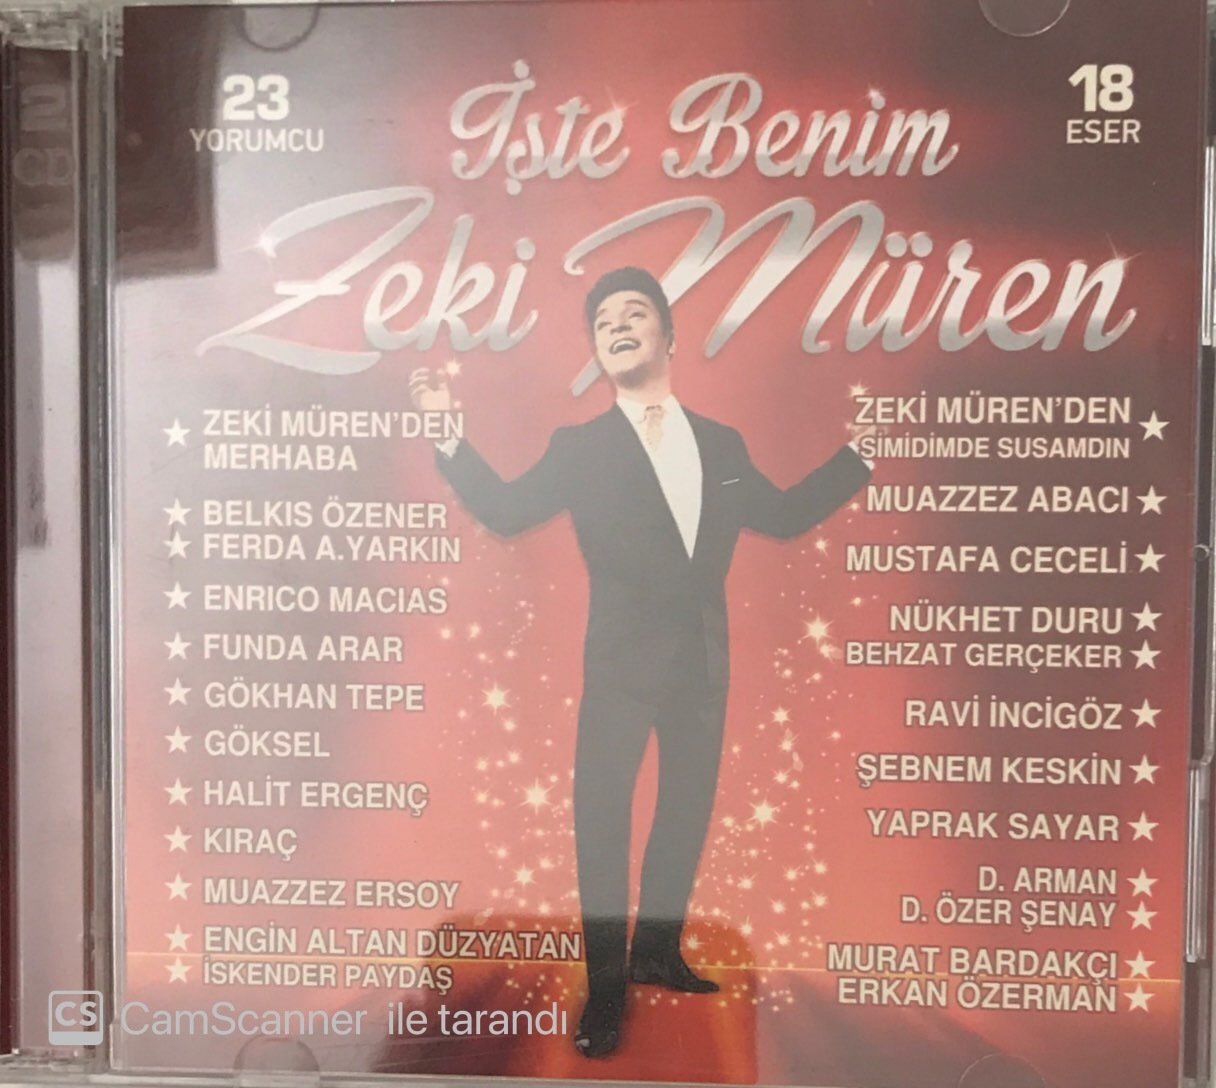 2
CD
23
YORUMCU
18
ESER
İşte Benim
Zeki Müren
ZEKİ MÜREN'DEN
MERHABA
BELKIS ÖZENER
FERDA A.YARKIN
ENRICO MACIAS
FUNDA ARAR
GÖKHAN TEPE
GÖKSEL
HALİT ERGENÇ
KIRAÇ
MUAZZEZ ERSOY
ENGİN ALTAN DÜZYATAN
İSKENDER PAYDAŞ
ZEKİ MÜREN'DEN
SİMİDİMDE SUSAMDIN
MUAZZEZ ABACI
MUSTAFA CECELİ
NÜKHET DURU
BEHZAT GERÇEKER
RAVİ İNCİGÖZ
ŞEBNEM KESKİN
YAPRAK SAYAR
D. ARMAN
D. ÖZER ŞENAY
MURAT BARDAKÇI
ERKAN ÖZERMAN
CS CamScanner ile tarandı